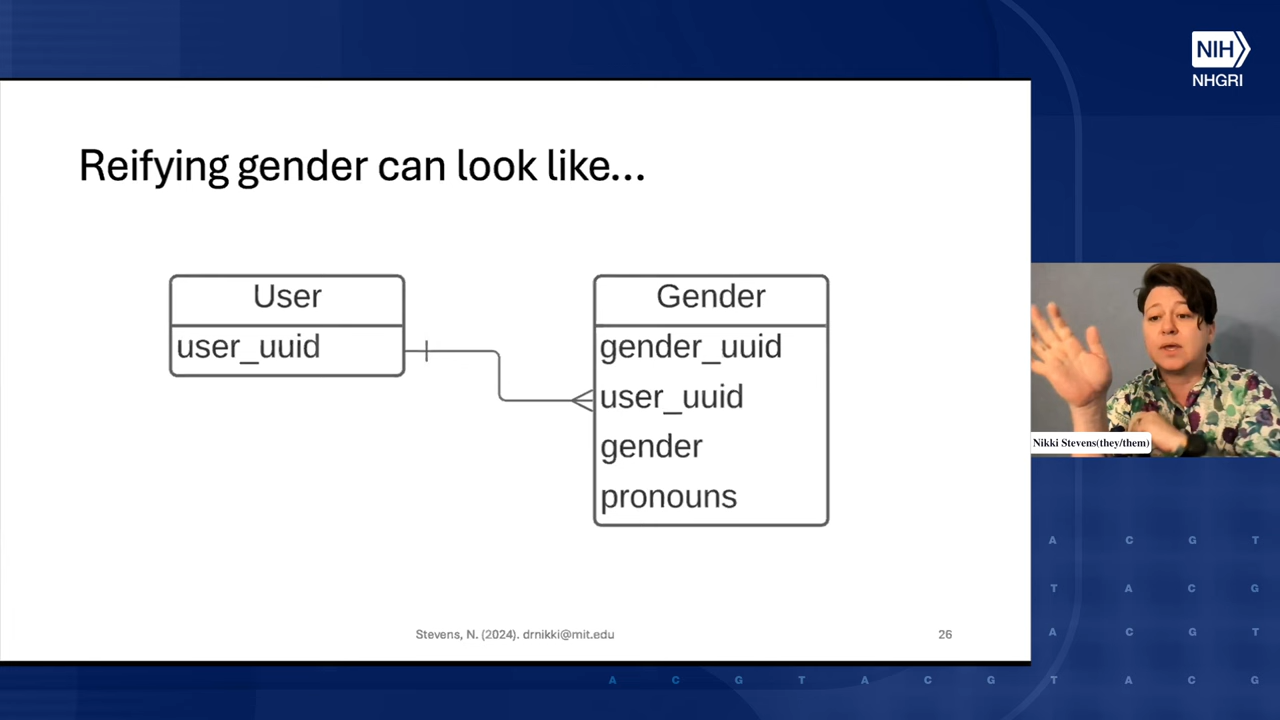 NIH
NHGRI
Reifying gender can look like...
User
user_uuid
Gender
gender_uuid
user_uuid
gender
pronouns
Nikki Stevens(they/them)
Stevens, N. (2024). drnikki@mit.edu
26
A C G T
T A C G
A C G T
A C G T A C G T A C G